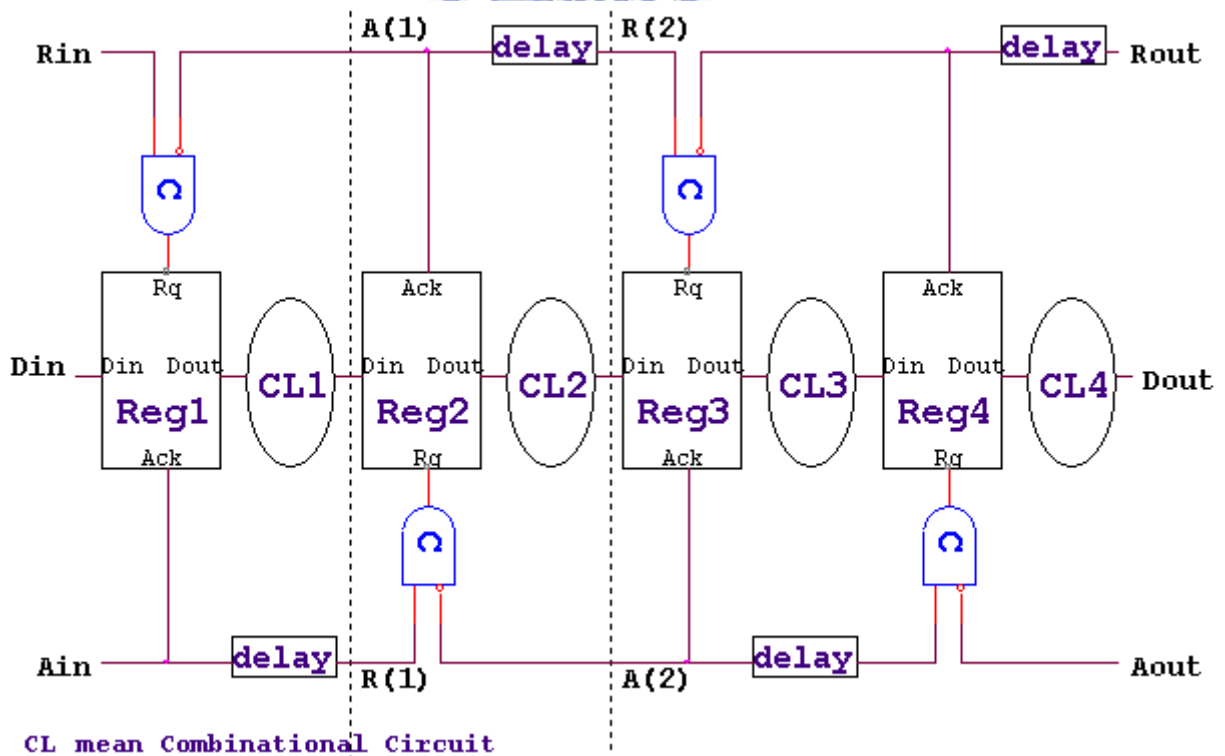 A(1)
R(2)
delay
delay
Rin
Rout
C
C
Rq
Ack
Rq
Ack
Din
Din Dout
CL1
Din Dout
CL2
Din Dout
CL3
Din Dout
CL4
Dout
Reg1
Reg2
Reg3
Reg4
Ack
Rq
Ack
Rq
C
C
Ain
delay
R(1)
A(2)
delay
Aout
CL mean Combinational Circuit